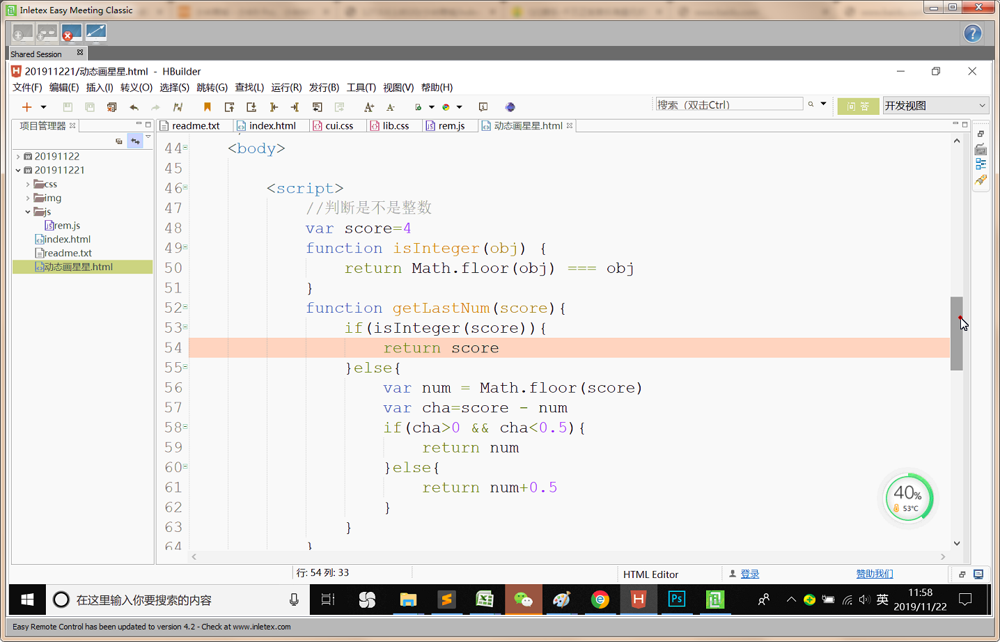 Inletex Easy Meeting Classic
Shared Session
201911221/动态画星星.html - HBuilder
文件(F) 编辑(E) 插入(I) 转义(O) 选择(S) 跳转(G) 查找(L) 运行(R) 发行(B) 工具(T) 视图(V) 帮助(H)
搜索（双击Ctrl） 问 答 开发视图
项目管理器 readme.txt index.html cui.css lib.css rem.js 动态画星星.html
20191122
201911221
css
img
js
rem.js
index.html
readme.txt
动态画星星.html
44 <body>
45
46 <script>
47 //判断是不是整数
48 var score=4
49 function isInteger(obj) {
50 return Math.floor(obj) === obj
51 }
52 function getLastNum(score){
53 if(isInteger(score)){
54 return score
55 }else{
56 var num = Math.floor(score)
57 var cha=score - num
58 if(cha>0 && cha<0.5){
59 return num
60 }else{
61 return num+0.5
62 }
63 }
64 }
40%
53°C
行: 54 列: 33 HTML Editor 登录 赞助我们
在这里输入你要搜索的内容 英 11:58
2019/11/22
Easy Remote Control has been updated to version 4.2 - Check at www.inletex.com